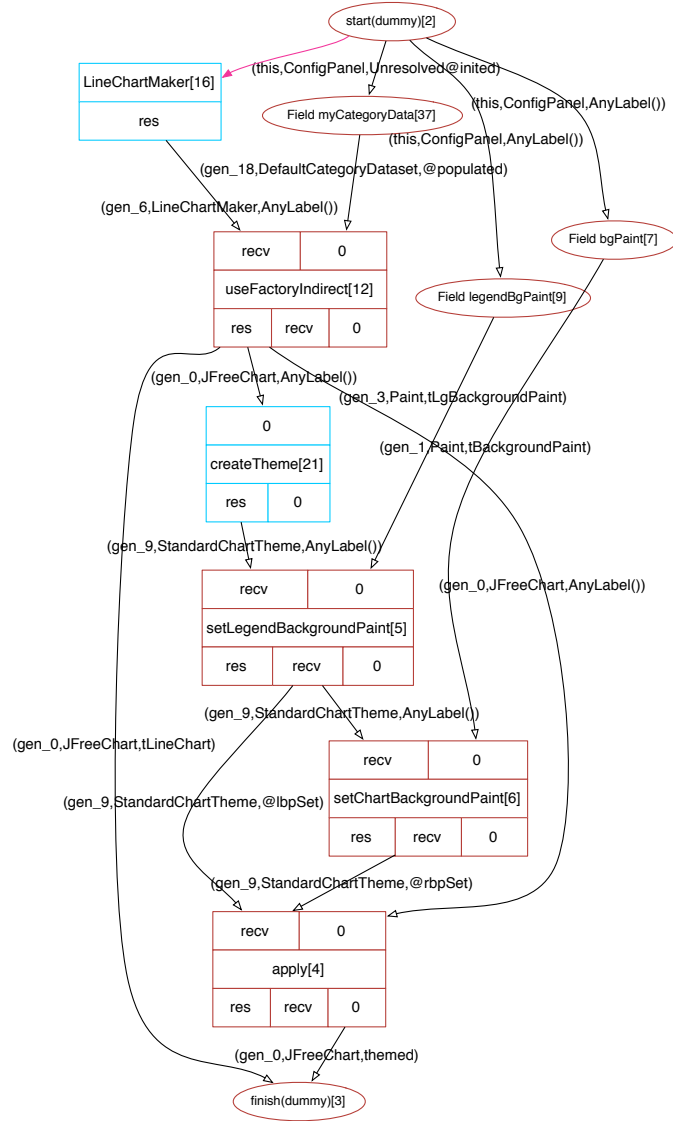 start(dummy)[2]
(this,ConfigPanel,Unresolved@inited)
LineChartMaker[16]
res
Field myCategoryData[37]
(this,ConfigPanel,AnyLabel())
(this,ConfigPanel,AnyLabel())
(gen_18,DefaultCategoryDataset,@populated)
(gen_6,LineChartMaker,AnyLabel())
Field bgPaint[7]
recv 0
useFactoryIndirect[12]
res recv 0
Field legendBgPaint[9]
(gen_0,JFreeChart,AnyLabel())
(gen_3,Paint,tLgBackgroundPaint)
(gen_1,Paint,tBackgroundPaint)
0
createTheme[21]
res 0
(gen_9,StandardChartTheme,AnyLabel())
(gen_0,JFreeChart,AnyLabel())
recv 0
setLegendBackgroundPaint[5]
res recv 0
(gen_9,StandardChartTheme,AnyLabel())
(gen_0,JFreeChart,tLineChart)
recv 0
setChartBackgroundPaint[6]
res recv 0
(gen_9,StandardChartTheme,@lbpSet)
(gen_9,StandardChartTheme,@rbpSet)
recv 0
apply[4]
res recv 0
(gen_0,JFreeChart,themed)
finish(dummy)[3]